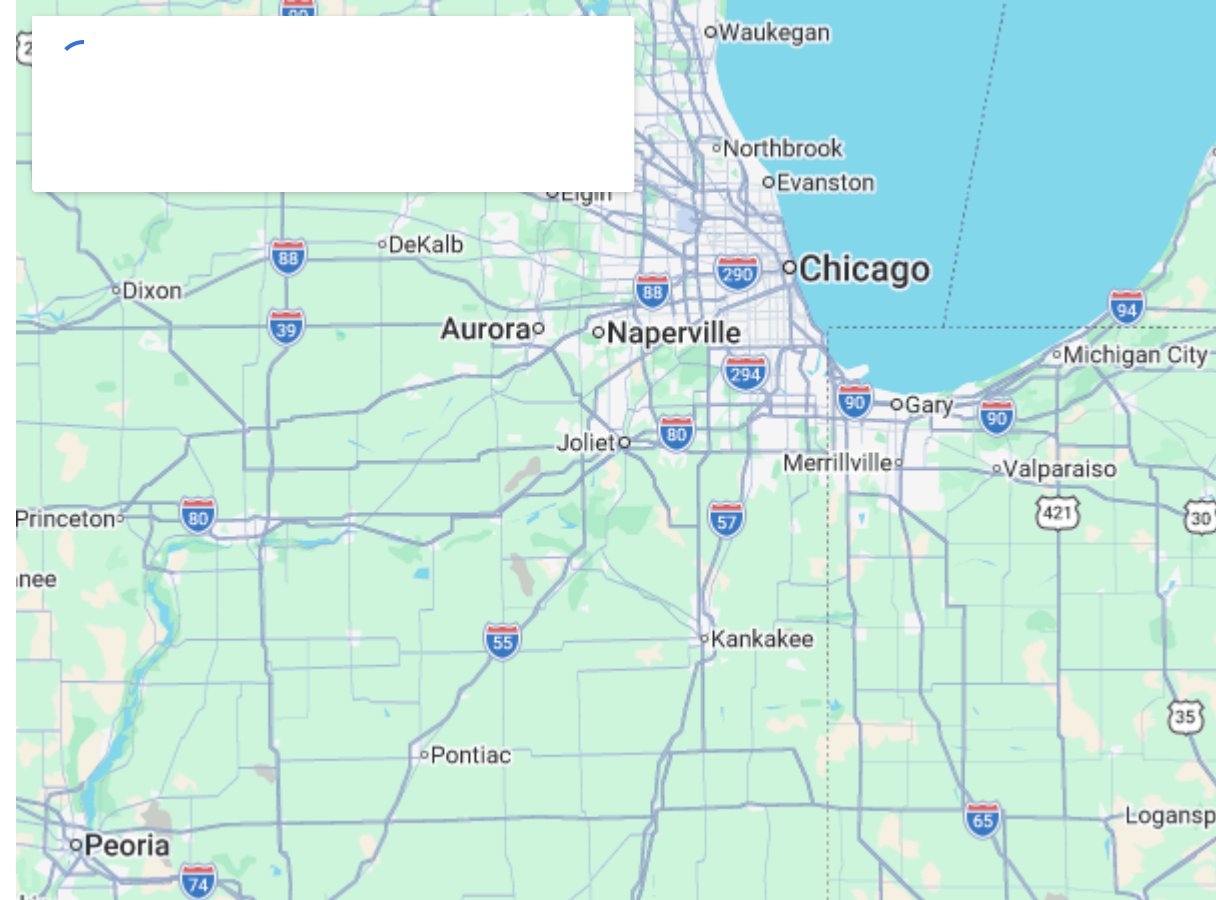 Waukegan
Northbrook
Evanston
Elgin
DeKalb
88
290
Chicago
88
Dixon
94
39
Aurora
Naperville
Michigan City
294
90
Gary
90
80
Joliet
Merrillville
Valparaiso
80
Princeton
57
421
30
55
Kankakee
35
Pontiac
65
Logansp
Peoria
74